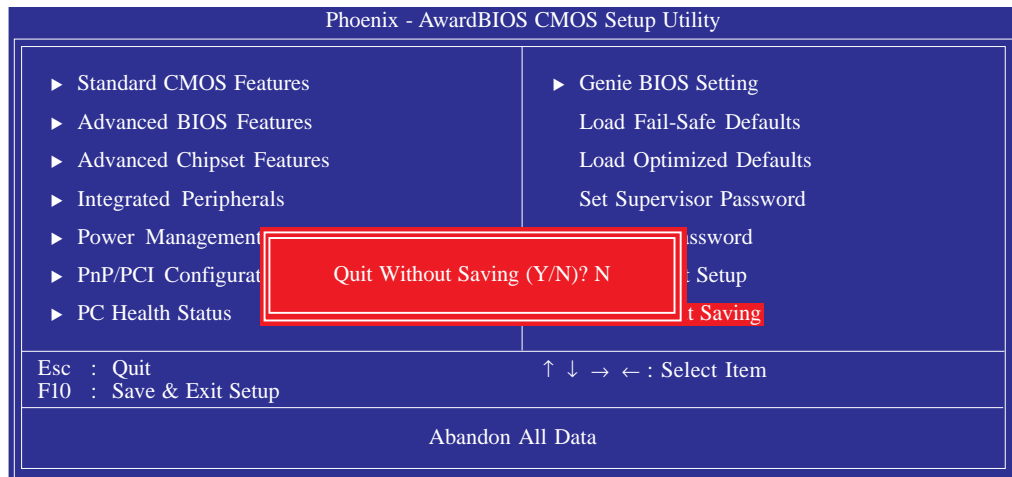 Phoenix - AwardBIOS CMOS Setup Utility
▶ Standard CMOS Features
▶ Advanced BIOS Features
▶ Advanced Chipset Features
▶ Integrated Peripherals
▶ Power Management
▶ PnP/PCI Configurat
▶ PC Health Status
▶ Genie BIOS Setting
Load Fail-Safe Defaults
Load Optimized Defaults
Set Supervisor Password
ssword
t Setup
t Saving
Quit Without Saving (Y/N)? N
Esc : Quit
F10 : Save & Exit Setup
↑ ↓ → ← : Select Item
Abandon All Data